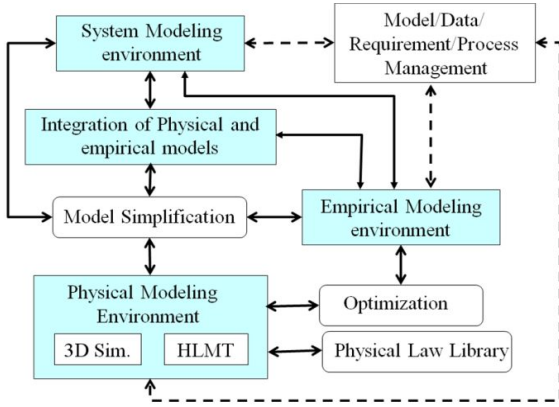 System Modeling
environment
Model/Data/
Requirement/Process
Management
Integration of Physical and
empirical models
Model Simplification
Empirical Modeling
environment
Physical Modeling
Environment
3D Sim.
HLMT
Optimization
Physical Law Library